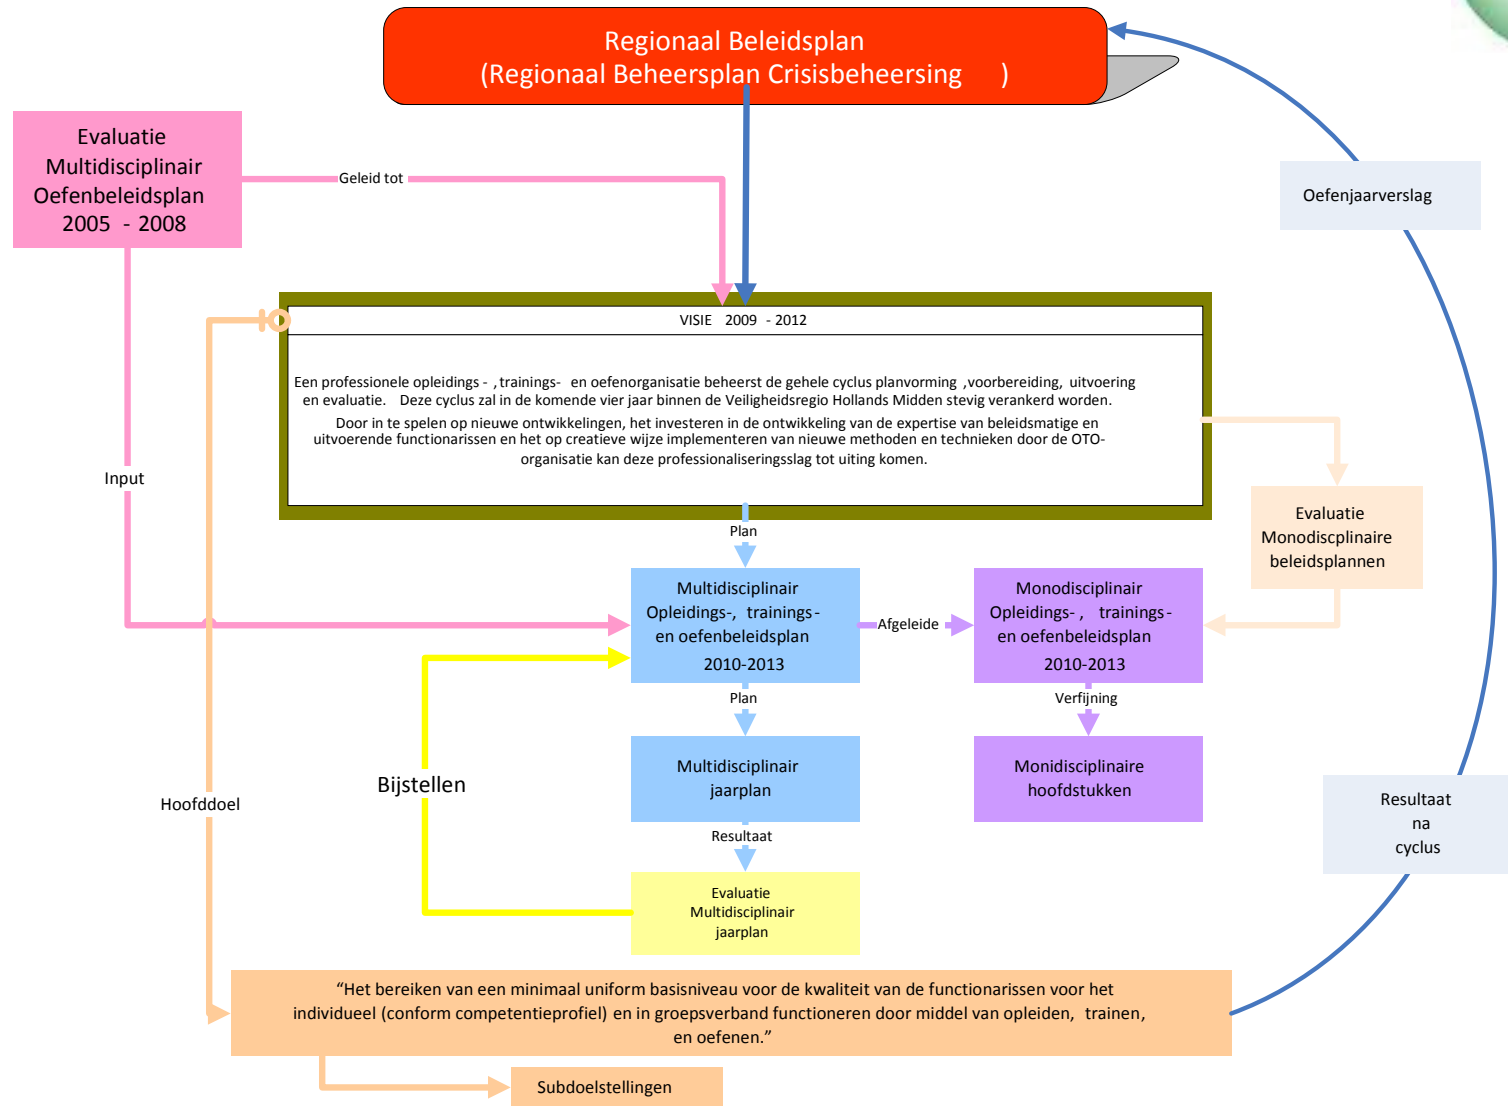 Regionaal Beleidsplan
(Regionaal Beheersplan Crisisbeheersing )
Evaluatie
Multidisciplinair
Oefenbeleidsplan
2005 - 2008
Geleid tot
Oefenjaarverslag
VISIE 2009 - 2012
Een professionele opleidings - , trainings- en oefenorganisatie beheerst de gehele cyclus planvorming ,voorbereiding, uitvoering
en evaluatie. Deze cyclus zal in de komende vier jaar binnen de Veiligheidsregio Hollands Midden stevig verankerd worden.
Door in te spelen op nieuwe ontwikkelingen, het investeren in de ontwikkeling van de expertise van beleidsmatige en
uitvoerende functionarissen en het op creatieve wijze implementeren van nieuwe methoden en technieken door de OTO-
organisatie kan deze professionaliseringsslag tot uiting komen.
Input
Evaluatie
Monodiscplinaire
beleidsplannen
Plan
Multidisciplinair
Opleidings-, trainings-
en oefenbeleidsplan
2010-2013
Afgeleide
Monodisciplinair
Opleidings- , trainings-
en oefenbeleidsplan
2010-2013
Plan
Verfijning
Bijstellen
Hoofddoel
Multidisciplinair
jaarplan
Monidisciplinaire
hoofdstukken
Resultaat
na
cyclus
Resultaat
Evaluatie
Multidisciplinair
jaarplan
“Het bereiken van een minimaal uniform basisniveau voor de kwaliteit van de functionarissen voor het
individueel (conform competentieprofiel) en in groepsverband functioneren door middel van opleiden, trainen,
en oefenen.”
Subdoelstellingen